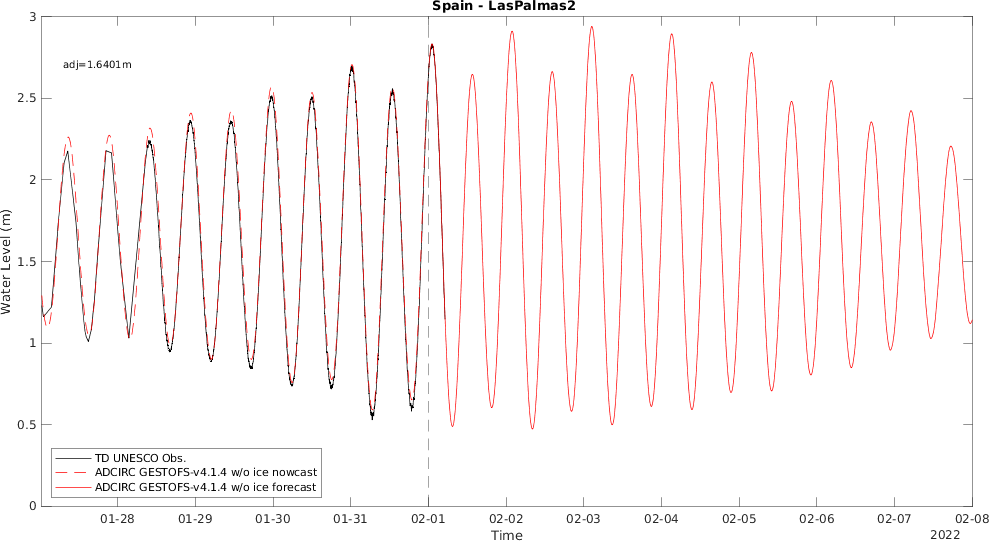 Spain - LasPalmas2
adj=1.6401m
3
2.5
2
1.5
1
0.5
0
Water Level (m)
TD UNESCO Obs.
ADCIRC GESTOFS-v4.1.4 w/o ice nowcast
ADCIRC GESTOFS-v4.1.4 w/o ice forecast
01-28 01-29 01-30 01-31 02-01 02-02 02-03 02-04 02-05 02-06 02-07 02-08
Time
2022